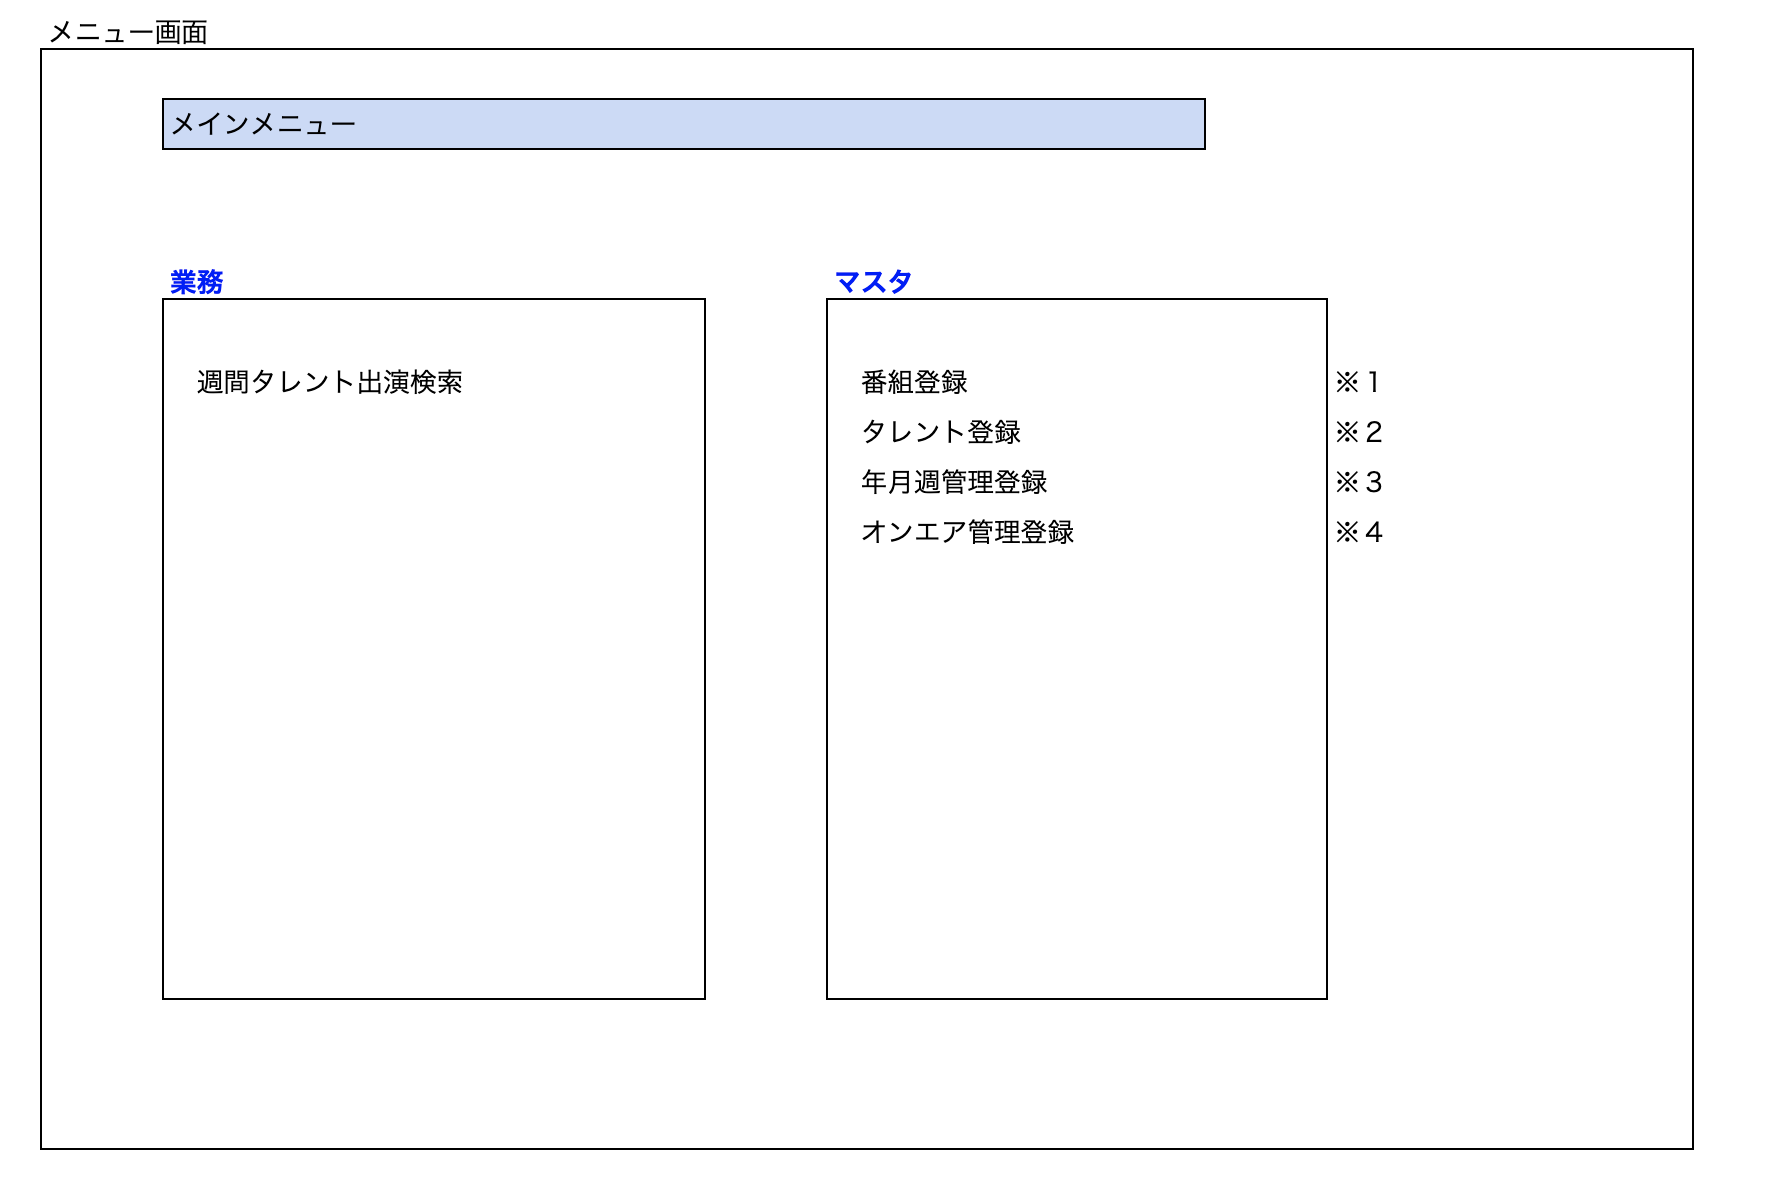 メニュー画面
メインメニュー
業務
週間タレント出演検索
マスタ
番組登録 ※１
タレント登録 ※２
年月週管理登録 ※３
オンエア管理登録 ※４